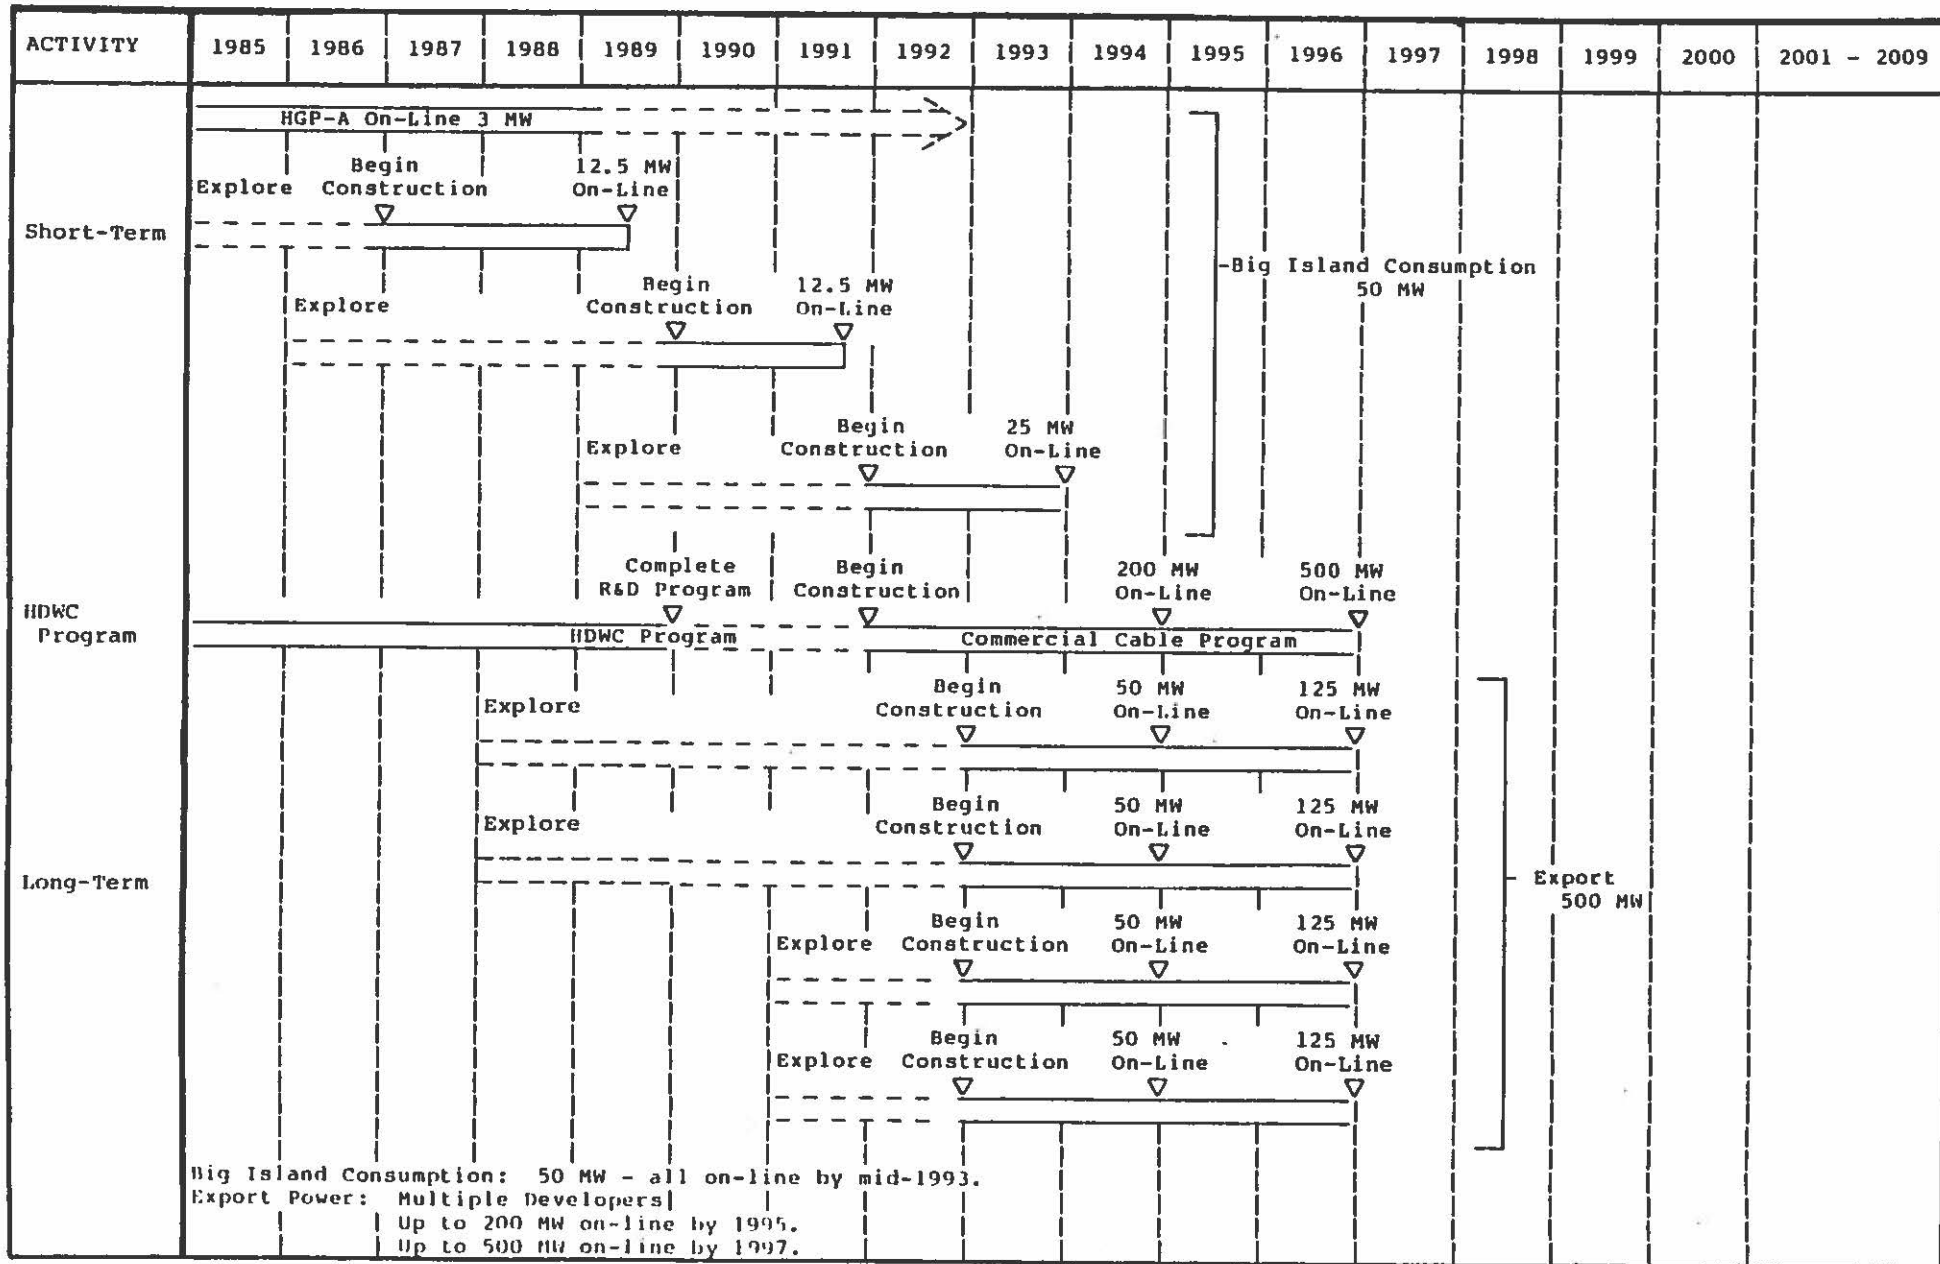 ACTIVITY 1985 1986 1987 1988 1989 1990 1991 1992 1993 1994 1995 1996 1997 1998 1999 2000 2001 - 2009
HGP-A On-Line 3 MW
Begin 12.5 MW
Explore Construction On-Line
Short-Term
Begin 12.5 MW
Explore Construction On-Line
-Big Island Consumption
50 MW
Begin 25 MW
Explore Construction On-Line
Complete Begin 200 MW 500 MW
R&D Program Construction On-Line On-Line
HDWC
Program
HDWC Program Commercial Cable Program
Begin 50 MW 125 MW
Explore Construction On-Line On-Line
Begin 50 MW 125 MW
Explore Construction On-Line On-Line
Long-Term
Export
500 MW
Begin 50 MW 125 MW
Explore Construction On-Line On-Line
Begin 50 MW 125 MW
Explore Construction On-Line On-Line
Big Island Consumption: 50 MW - all on-line by mid-1993.
Export Power: Multiple Developers
Up to 200 MW on-line by 1995.
Up to 500 MW on-line by 1997.